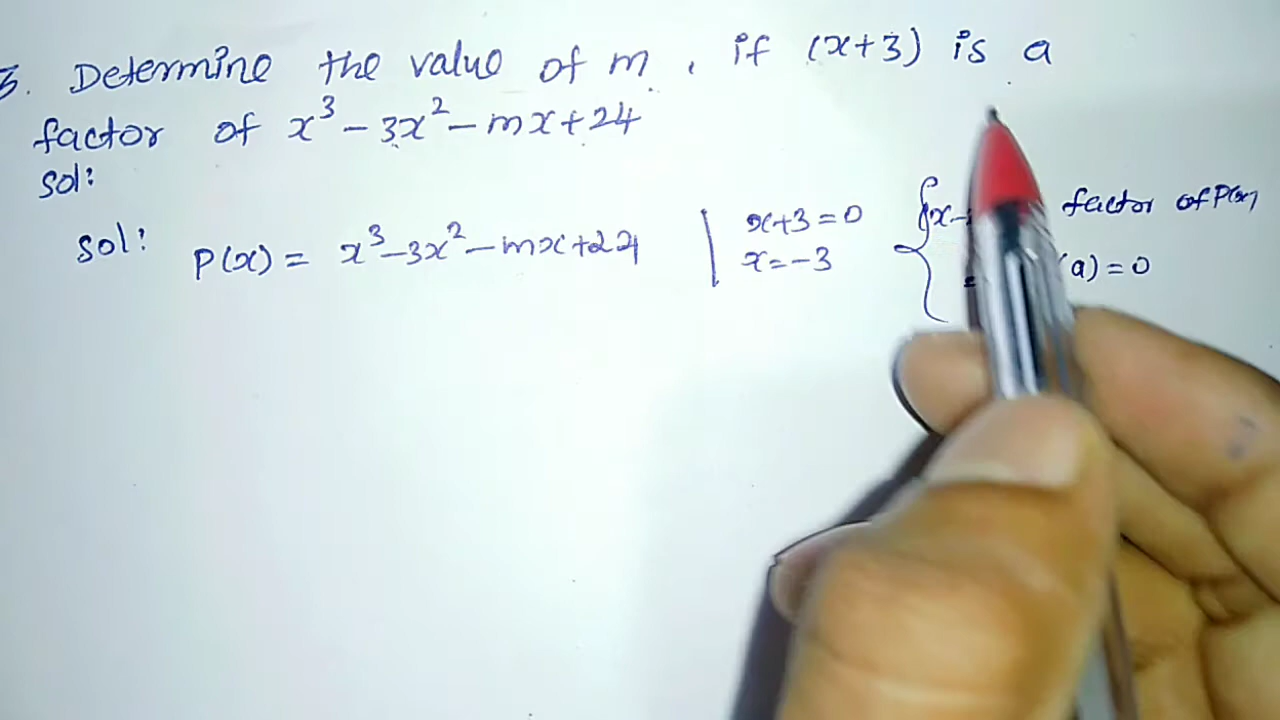 3. Determine the value of m, if (x+3) is a
factor of x³ - 3x² - mx + 24
sol:
sol: P(x) = x³ - 3x² - mx + 24
x+3 = 0
x = -3
factor of P(x)
(a) = 0